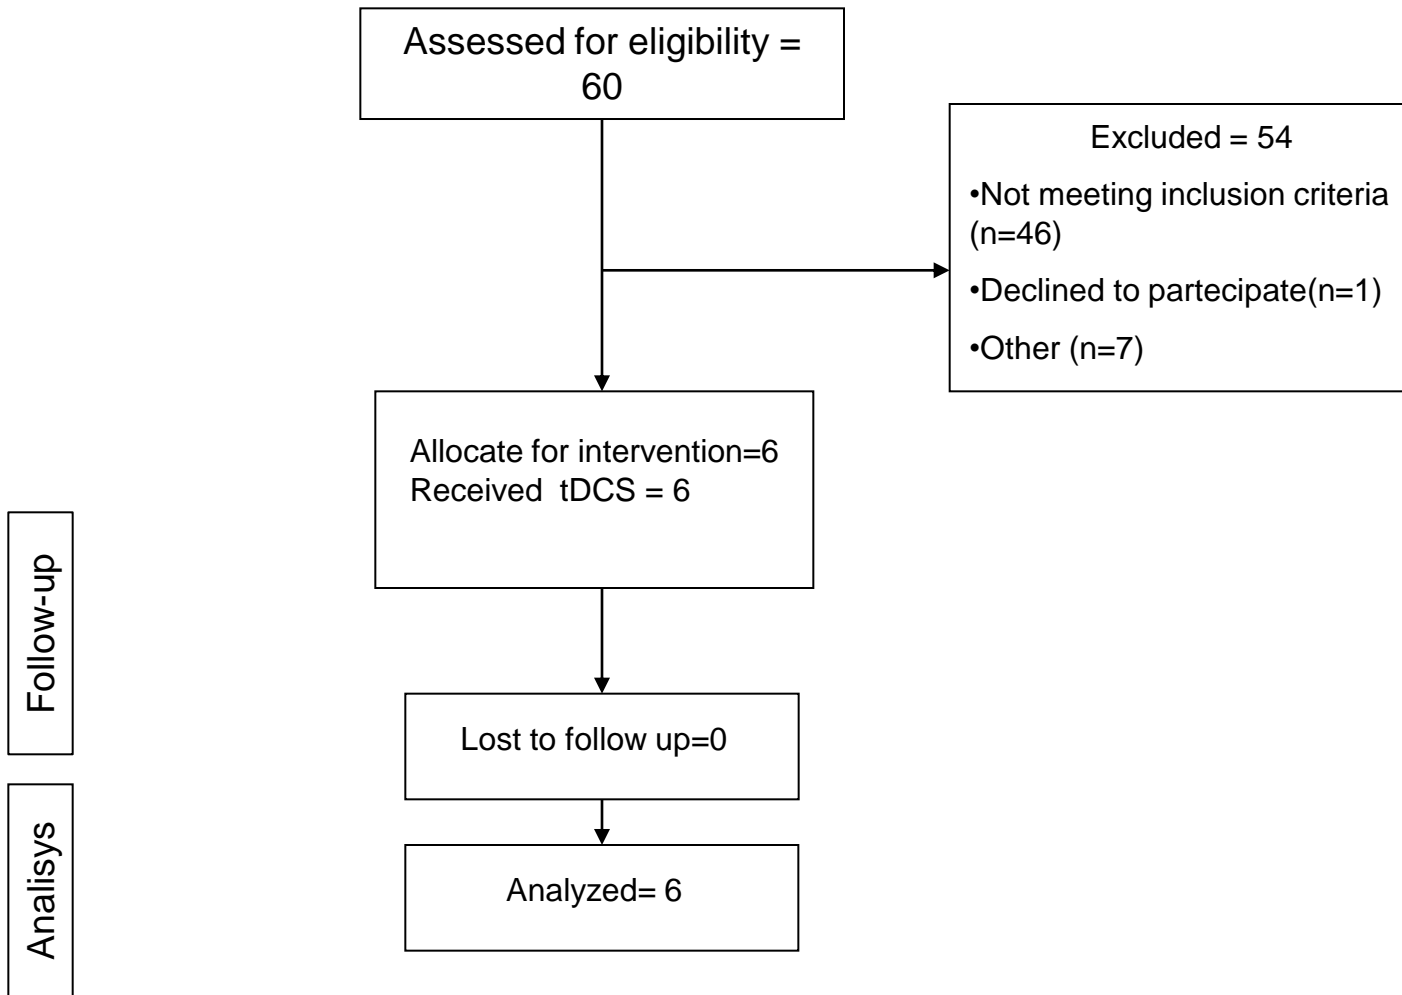 Assessed for eligibility =
60
Excluded = 54
•Not meeting inclusion criteria
(n=46)
•Declined to partecipate(n=1)
•Other (n=7)
Allocate for intervention=6
Received  tDCS = 6
Follow-up
Lost to follow up=0
Analisys
Analyzed= 6